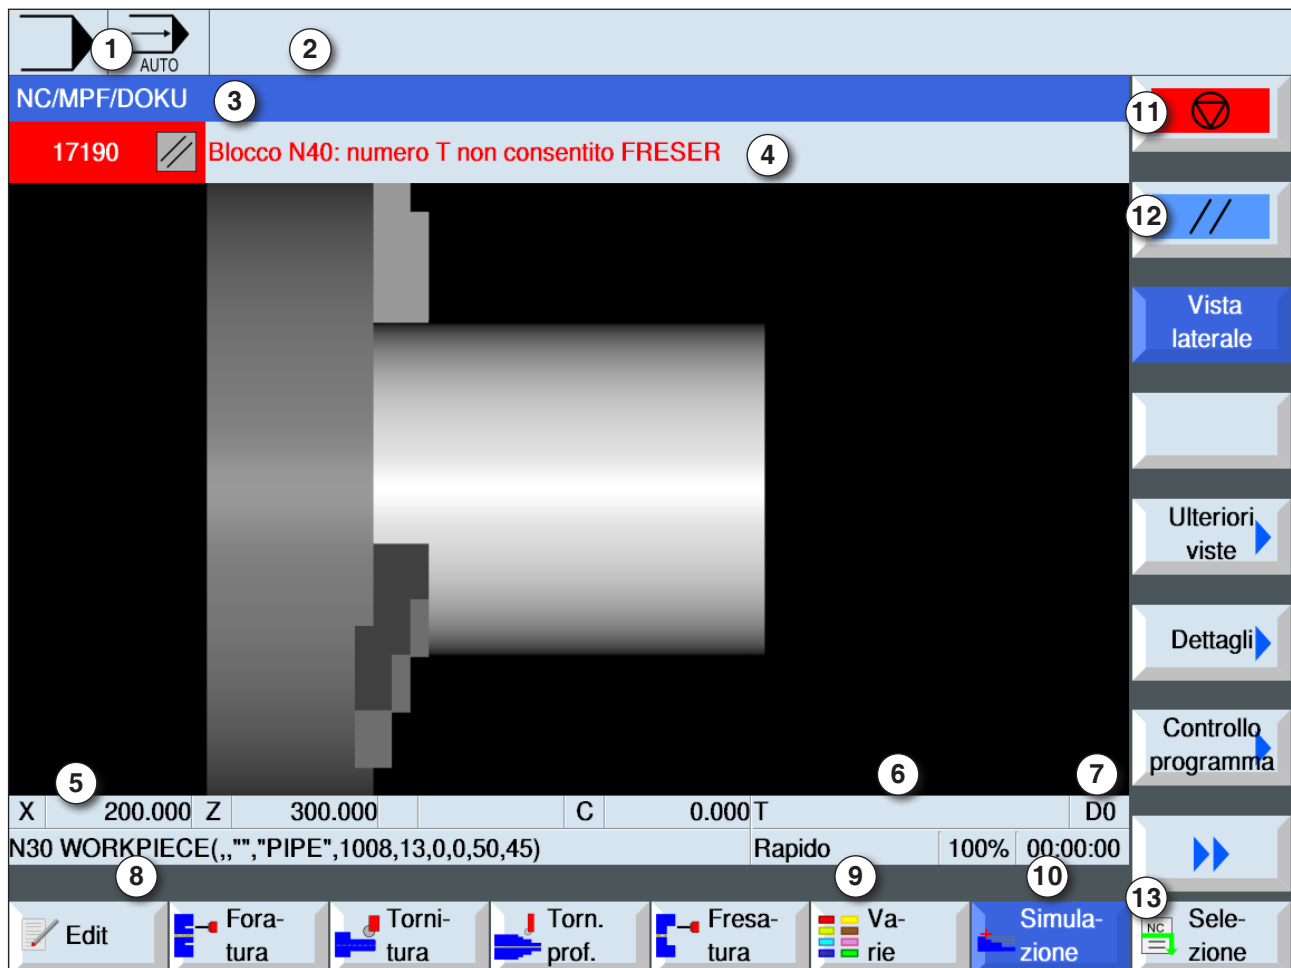 1
AUTO
2
NC/MPF/DOKU
3
17190
Blocco N40: numero T non consentito FRESER
4
11
12
Vista
laterale
Ulteriori
viste
Dettagli
Controllo
programma
5
6
7
X 200.000 Z 300.000 C 0.000 T D0
N30 WORKPIECE(,,"","PIPE",1008,13,0,0,50,45) Rapido 100% 00:00:00
8
9
10
13
Edit
Fora-
tura
Torni-
tura
Torn.
prof.
Fresa-
tura
Va-
rie
Simula-
zione
NC
Sele-
zione